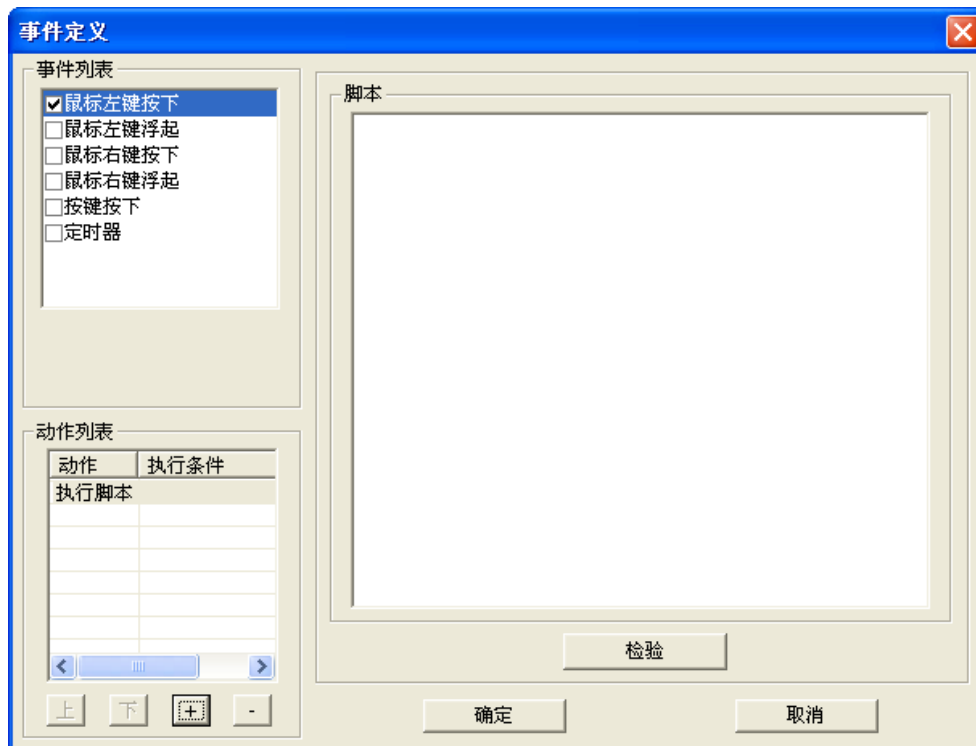 事件定义
事件列表
鼠标左键按下
鼠标左键浮起
鼠标右键按下
鼠标右键浮起
按键按下
定时器
动作列表
动作 执行条件
执行脚本
上 下 + -
脚本
检验
确定 取消